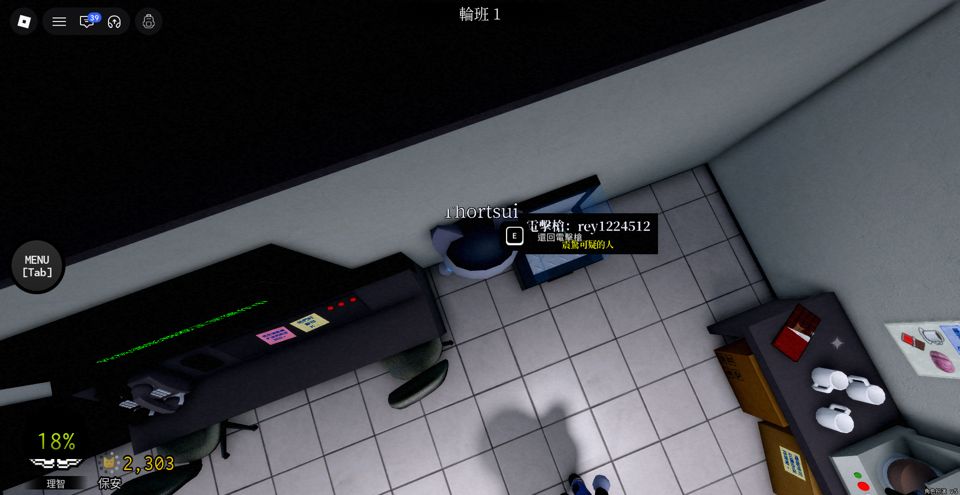 39
輪班 1
Thortsui
電擊槍: rey1224512
E
還回電擊槍
震驚可疑的人
MENU
[Tab]
18%
理智
2,303
保安